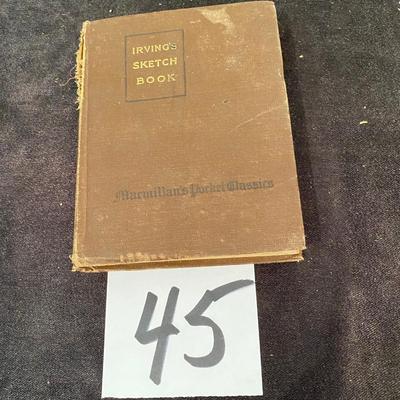 IRVING'S
SKETCH
BOOK
Macmillan's Pocket Classics
45